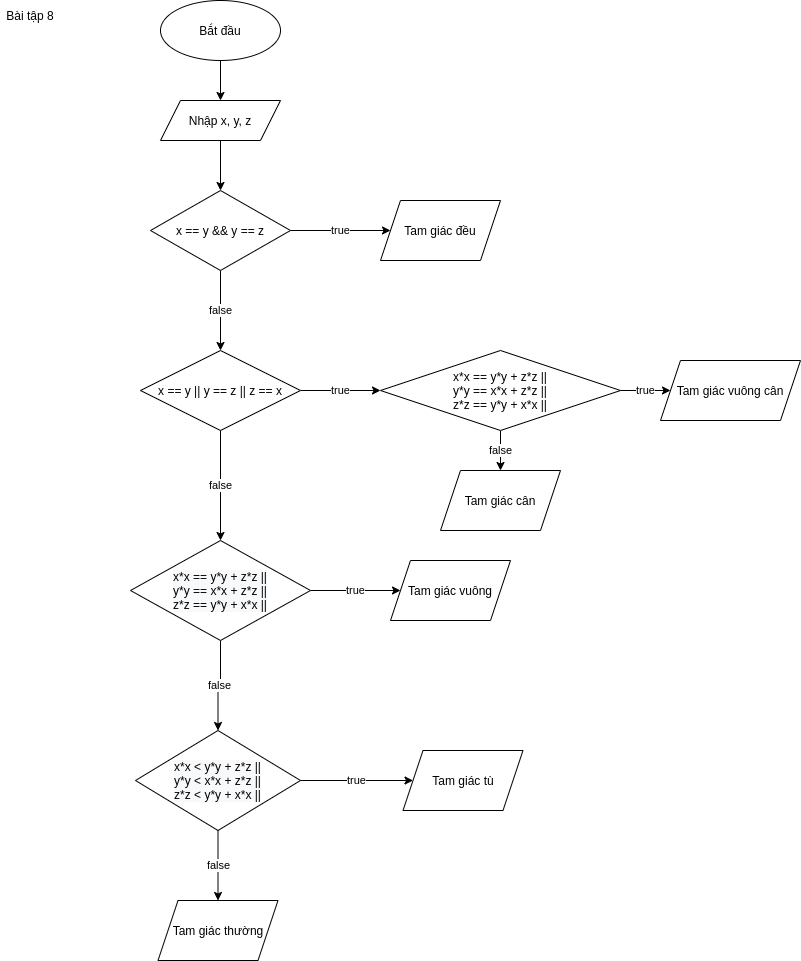 Bài tập 8
Bắt đầu
Nhập x, y, z
x == y && y == z
true
Tam giác đều
false
x == y || y == z || z == x
true
x*x == y*y + z*z ||
y*y == x*x + z*z ||
z*z == y*y + x*x ||
true
Tam giác vuông cân
false
Tam giác cân
false
x*x == y*y + z*z ||
y*y == x*x + z*z ||
z*z == y*y + x*x ||
true
Tam giác vuông
false
x*x < y*y + z*z ||
y*y < x*x + z*z ||
z*z < y*y + x*x ||
true
Tam giác tù
false
Tam giác thường